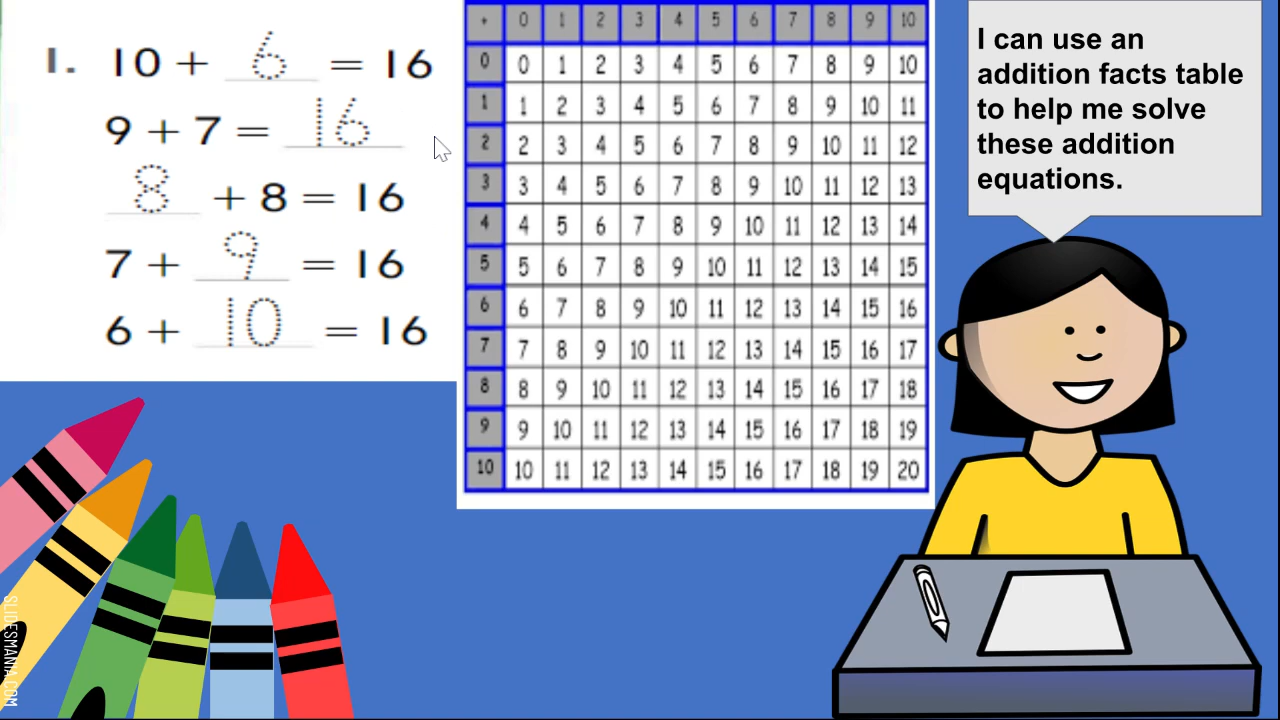 1. 10 + 6 = 16
9 + 7 = 16
8 + 8 = 16
7 + 9 = 16
6 + 10 = 16
+ 0 1 2 3 4 5 6 7 8 9 10
0 0 1 2 3 4 5 6 7 8 9 10
1 1 2 3 4 5 6 7 8 9 10 11
2 2 3 4 5 6 7 8 9 10 11 12
3 3 4 5 6 7 8 9 10 11 12 13
4 4 5 6 7 8 9 10 11 12 13 14
5 5 6 7 8 9 10 11 12 13 14 15
6 6 7 8 9 10 11 12 13 14 15 16
7 7 8 9 10 11 12 13 14 15 16 17
8 8 9 10 11 12 13 14 15 16 17 18
9 9 10 11 12 13 14 15 16 17 18 19
10 10 11 12 13 14 15 16 17 18 19 20
I can use an
addition facts table
to help me solve
these addition
equations.
SLIDESMANIA.COM